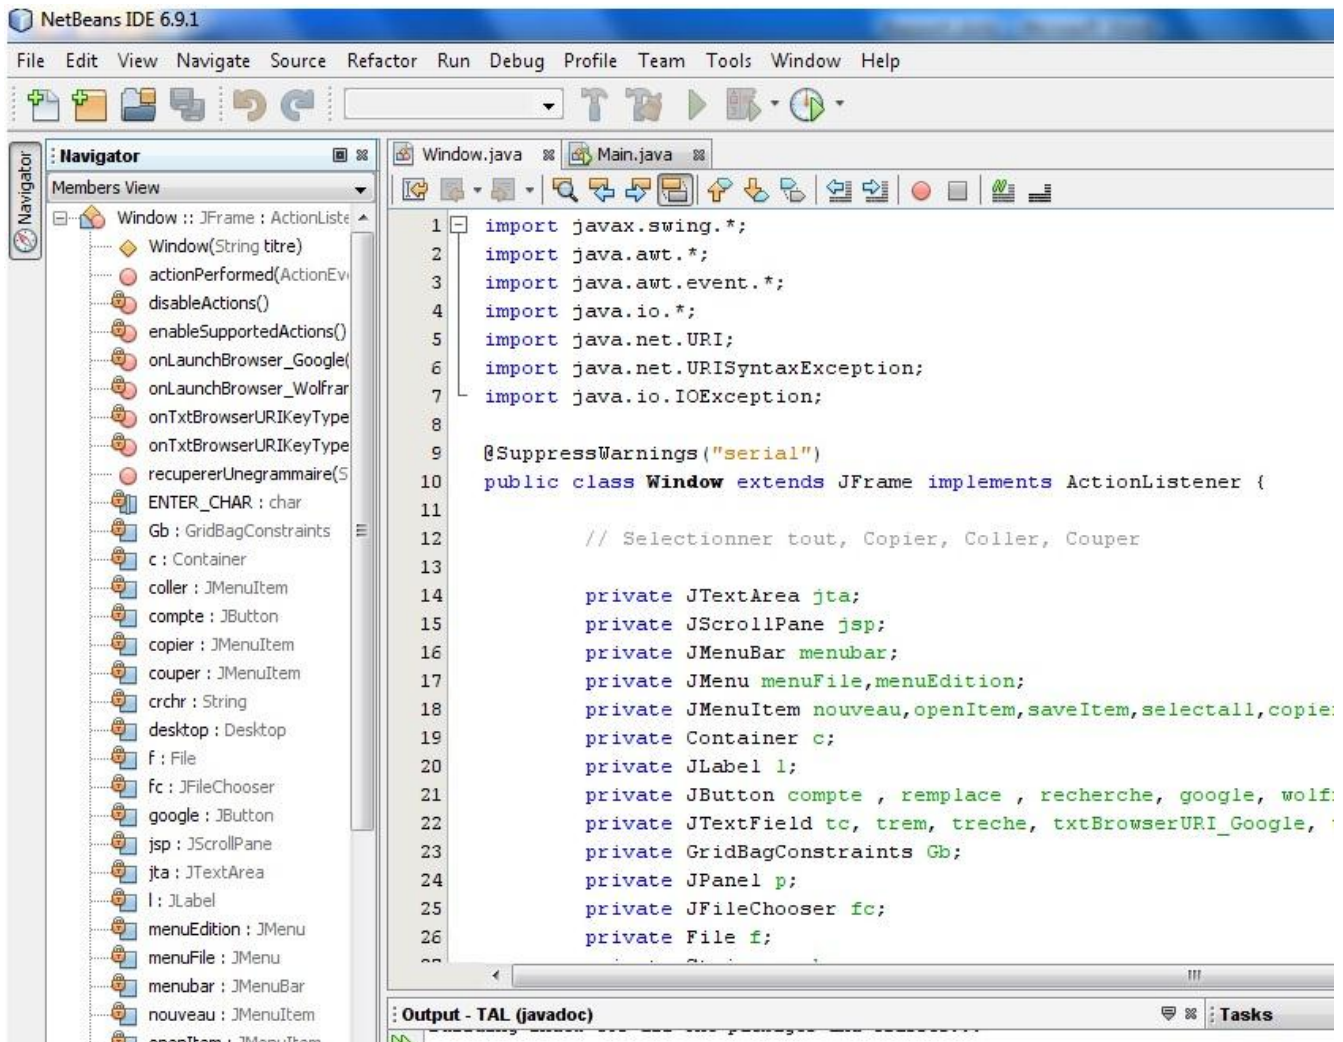 NetBeans IDE 6.9.1
File Edit View Navigate Source Refactor Run Debug Profile Team Tools Window Help
Navigator
Navigator
Members View
Window :: JFrame : ActionListe
Window(String titre)
actionPerformed(ActionEv
disableActions()
enableSupportedActions()
onLaunchBrowser_Google(
onLaunchBrowser_Wolfrar
onTxtBrowserURIKeyType
onTxtBrowserURIKeyType
recupererUnegrammaire(S
ENTER_CHAR : char
Gb : GridBagConstraints
c : Container
coller : JMenuItem
compte : JButton
copier : JMenuItem
couper : JMenuItem
crchr : String
desktop : Desktop
f : File
fc : JFileChooser
google : JButton
jsp : JScrollPane
jta : JTextArea
l : JLabel
menuEdition : JMenu
menuFile : JMenu
menubar : JMenuBar
nouveau : JMenuItem
openItem : JMenuItem
Window.java Main.java
1 import javax.swing.*;
2 import java.awt.*;
3 import java.awt.event.*;
4 import java.io.*;
5 import java.net.URI;
6 import java.net.URISyntaxException;
7 import java.io.IOException;
8
9 @SuppressWarnings("serial")
10 public class Window extends JFrame implements ActionListener {
11
12 // Selectionner tout, Copier, Coller, Couper
13
14 private JTextArea jta;
15 private JScrollPane jsp;
16 private JMenuBar menubar;
17 private JMenu menuFile,menuEdition;
18 private JMenuItem nouveau,openItem,saveItem,selectall,copier
19 private Container c;
20 private JLabel l;
21 private JButton compte , remplace , recherche, google, wolfr
22 private JTextField tc, trem, treche, txtBrowserURI_Google,
23 private GridBagConstraints Gb;
24 private JPanel p;
25 private JFileChooser fc;
26 private File f;
Output - TAL (javadoc)
Tasks